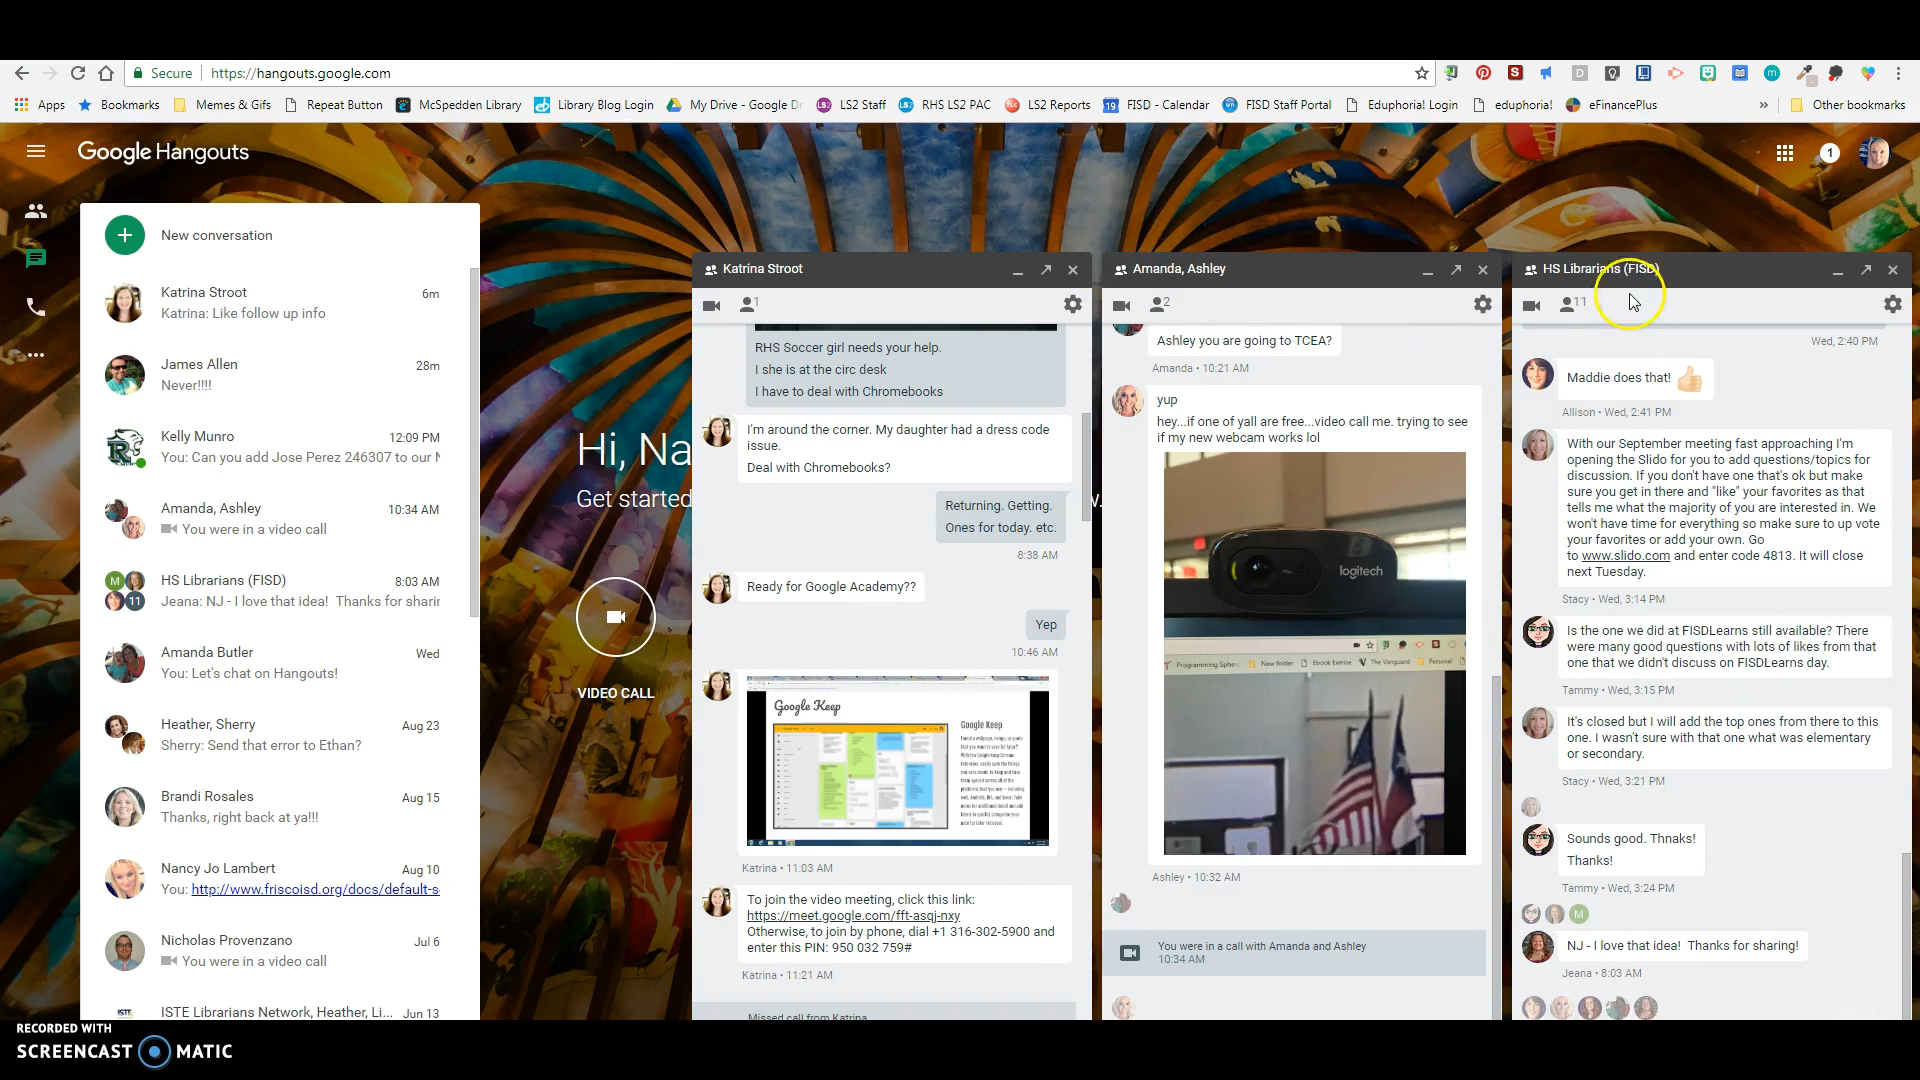 Secure
https://hangouts.google.com
Apps
Bookmarks
Memes & Gifs
Repeat Button
McSpedden Library
Library Blog Login
My Drive - Google Dr
LS2 Staff
RHS LS2 PAC
LS2 Reports
FISD - Calendar
FISD Staff Portal
Eduphoria! Login
eduphoria!
eFinancePlus
»
Other bookmarks
Google Hangouts
1
New conversation
Katrina Stroot
6m
Katrina: Like follow up info
James Allen
28m
Never!!!!
Kelly Munro
12:09 PM
You: Can you add Jose Perez 246307 to our N
Amanda, Ashley
10:34 AM
You were in a video call
M
HS Librarians (FISD)
8:03 AM
11
Jeana: NJ - I love that idea!  Thanks for sharin
Amanda Butler
Wed
You: Let's chat on Hangouts!
Heather, Sherry
Aug 23
Sherry: Send that error to Ethan?
Brandi Rosales
Aug 15
Thanks, right back at ya!!!
Nancy Jo Lambert
Aug 10
You: http://www.friscoisd.org/docs/default-s
Nicholas Provenzano
Jul 6
You were in a video call
ISTE
ISTE Librarians Network, Heather, Li...
Jun 13
Hi, Na
Get started
w.
VIDEO CALL
Katrina Stroot
1
RHS Soccer girl needs your help.
I she is at the circ desk
I have to deal with Chromebooks
I'm around the corner. My daughter had a dress code
issue.
Deal with Chromebooks?
Returning. Getting.
Ones for today. etc.
8:38 AM
Ready for Google Academy??
Yep
10:46 AM
Google Keep
Google Keep
Katrina • 11:03 AM
To join the video meeting, click this link:
https://meet.google.com/fft-asqj-nxy
Otherwise, to join by phone, dial +1 316-302-5900 and
enter this PIN: 950 032 759#
Katrina • 11:21 AM
Missed call from Katrina
Amanda, Ashley
2
Ashley you are going to TCEA?
Amanda • 10:21 AM
yup
hey...if one of yall are free...video call me. trying to see
if my new webcam works lol
logitech
Programming Spher
New folder
Ebook Exerise
The Vanguard
Personal
Ashley • 10:32 AM
You were in a call with Amanda and Ashley
10:34 AM
HS Librarians (FISD)
11
Wed, 2:40 PM
Maddie does that!
Allison • Wed, 2:41 PM
With our September meeting fast approaching I'm
opening the Slido for you to add questions/topics for
discussion. If you don't have one that's ok but make
sure you get in there and "like" your favorites as that
tells me what the majority of you are interested in. We
won't have time for everything so make sure to up vote
your favorites or add your own. Go
to www.slido.com and enter code 4813. It will close
next Tuesday.
Stacy • Wed, 3:14 PM
Is the one we did at FISDLearns still available? There
were many good questions with lots of likes from that
one that we didn't discuss on FISDLearns day.
Tammy • Wed, 3:15 PM
It's closed but I will add the top ones from there to this
one. I wasn't sure with that one what was elementary
or secondary.
Stacy • Wed, 3:21 PM
Sounds good. Thnaks!
Thanks!
Tammy • Wed, 3:24 PM
M
NJ - I love that idea!  Thanks for sharing!
Jeana • 8:03 AM
RECORDED WITH
SCREENCAST MATIC